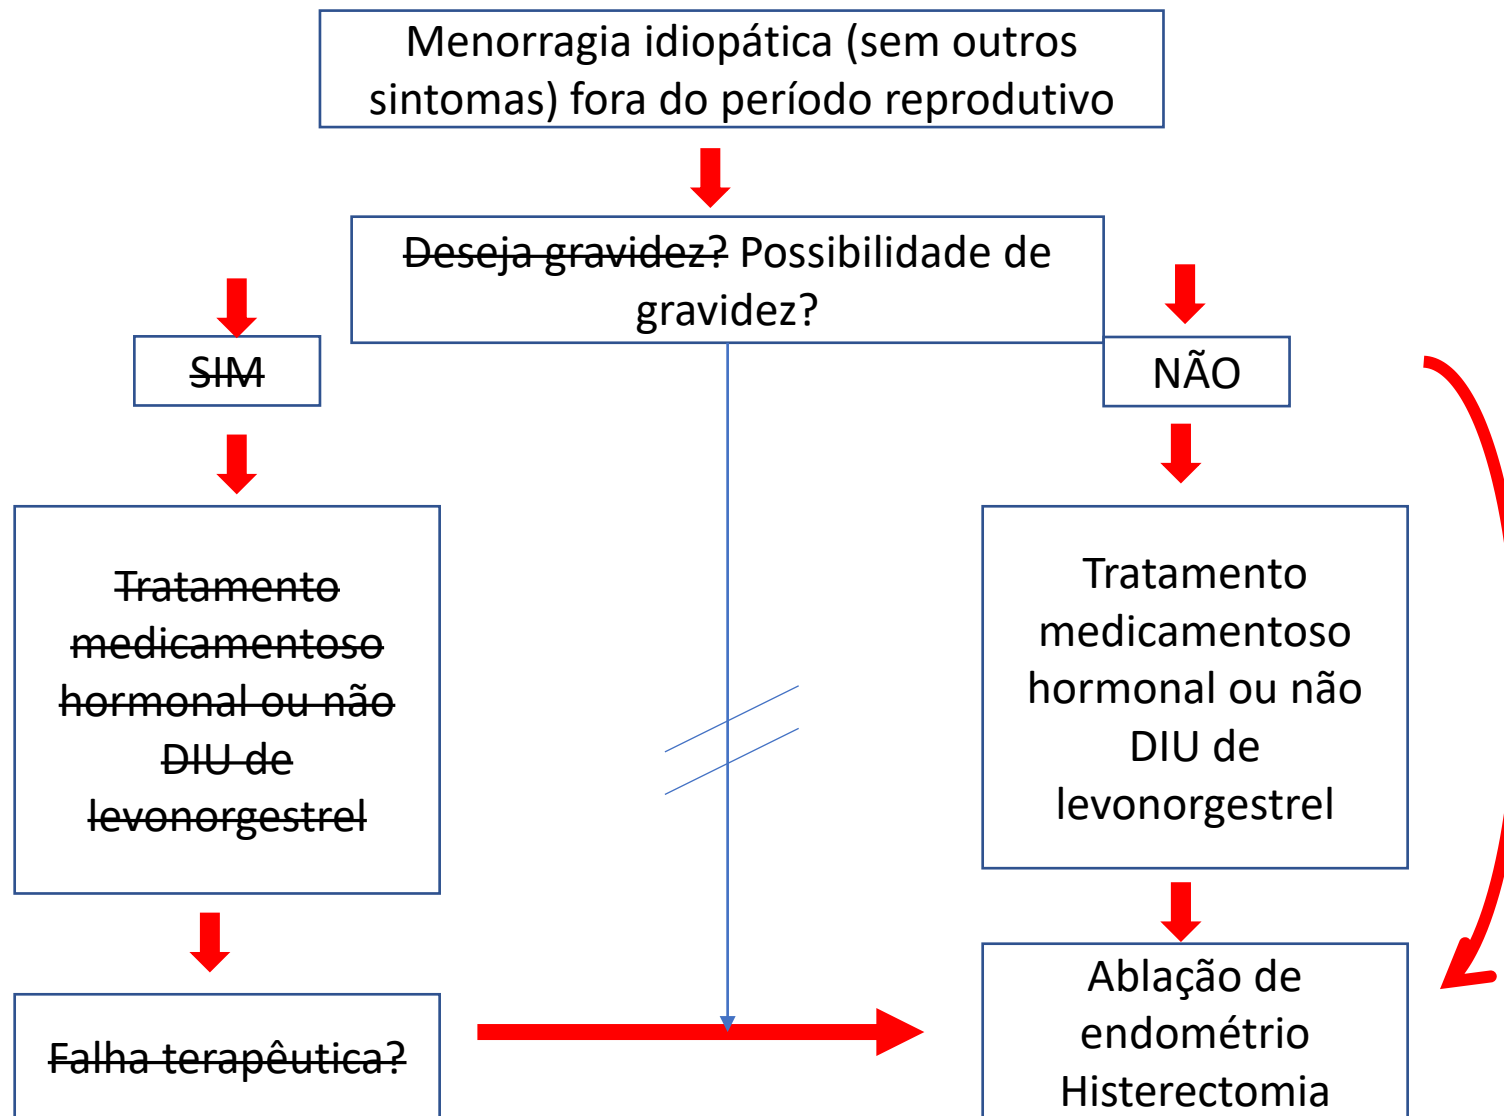 Menorragia idiopática (sem outros
sintomas) fora do período reprodutivo
Deseja gravidez? Possibilidade de
gravidez?
SIM
NÃO
Tratamento
medicamentoso
hormonal ou não
DIU de
levonorgestrel
Tratamento
medicamentoso
hormonal ou não
DIU de
levonorgestrel
Falha terapêutica?
Ablação de
endométrio
Histerectomia